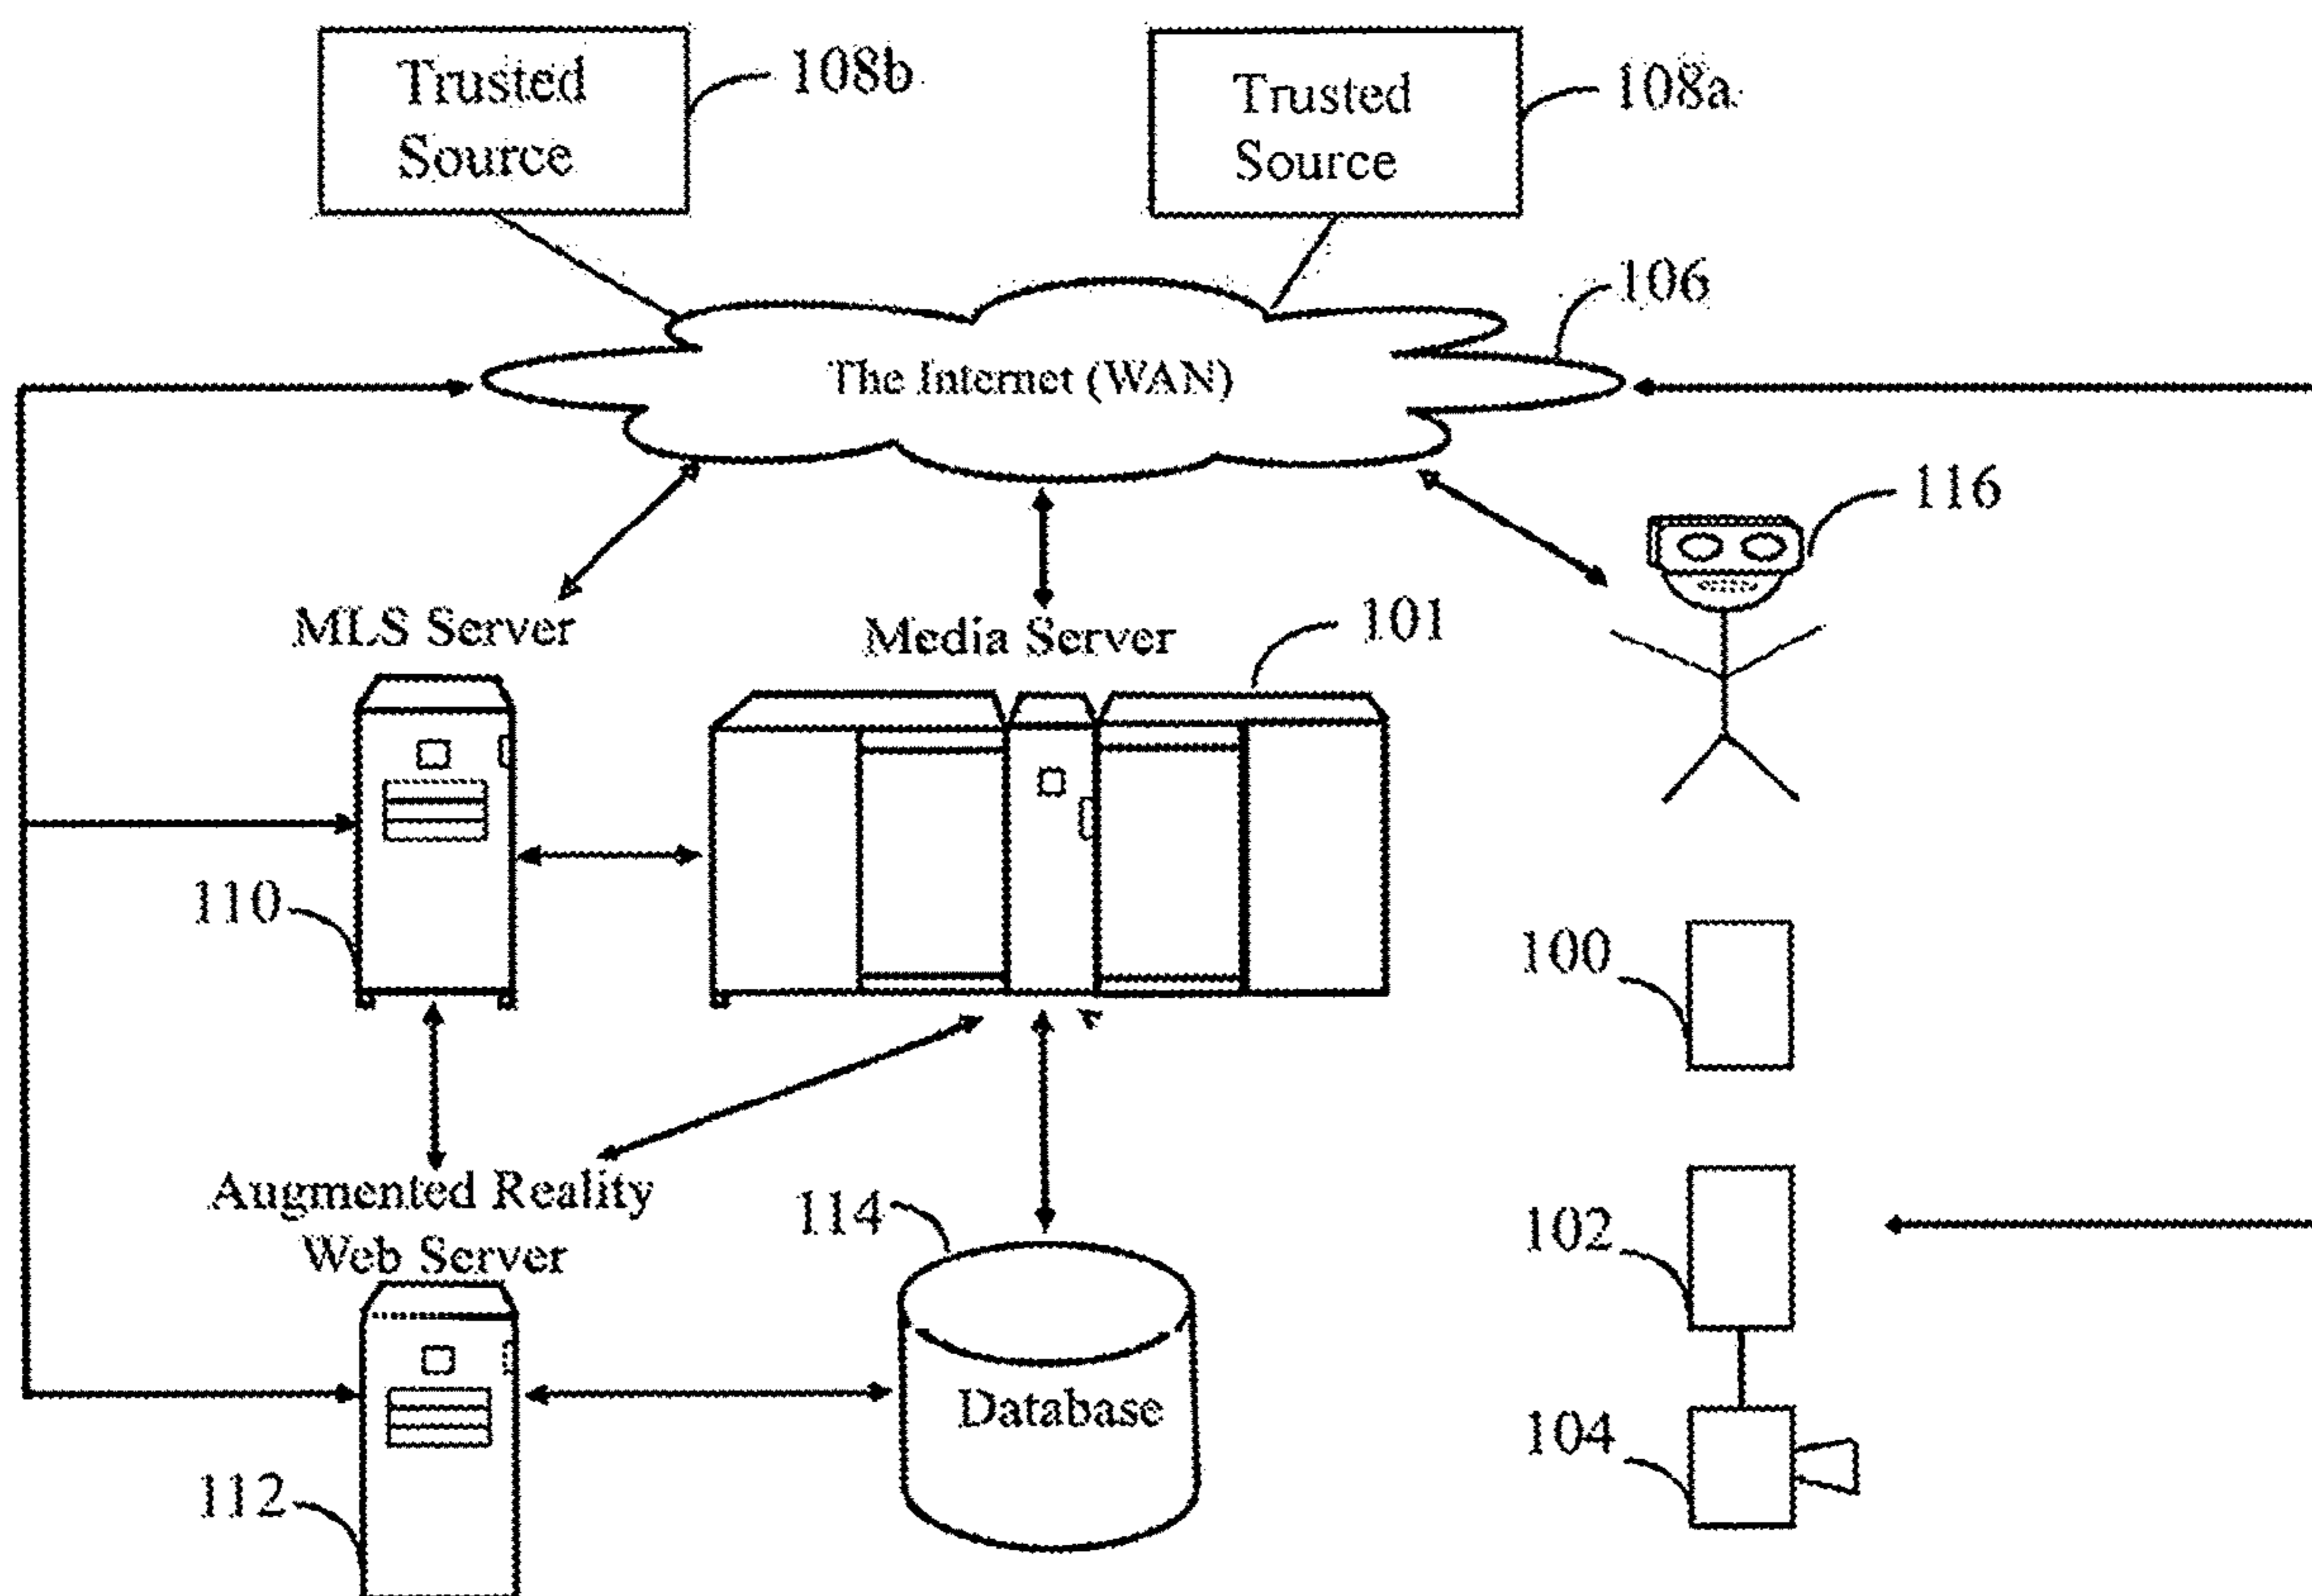 Trusted
Source
108b
Trusted
Source
108a
106
The Internet (WAN)
116
MLS Server
Media Server
101
110
100
Augmented Reality
Web Server
114
102
Database
104
112